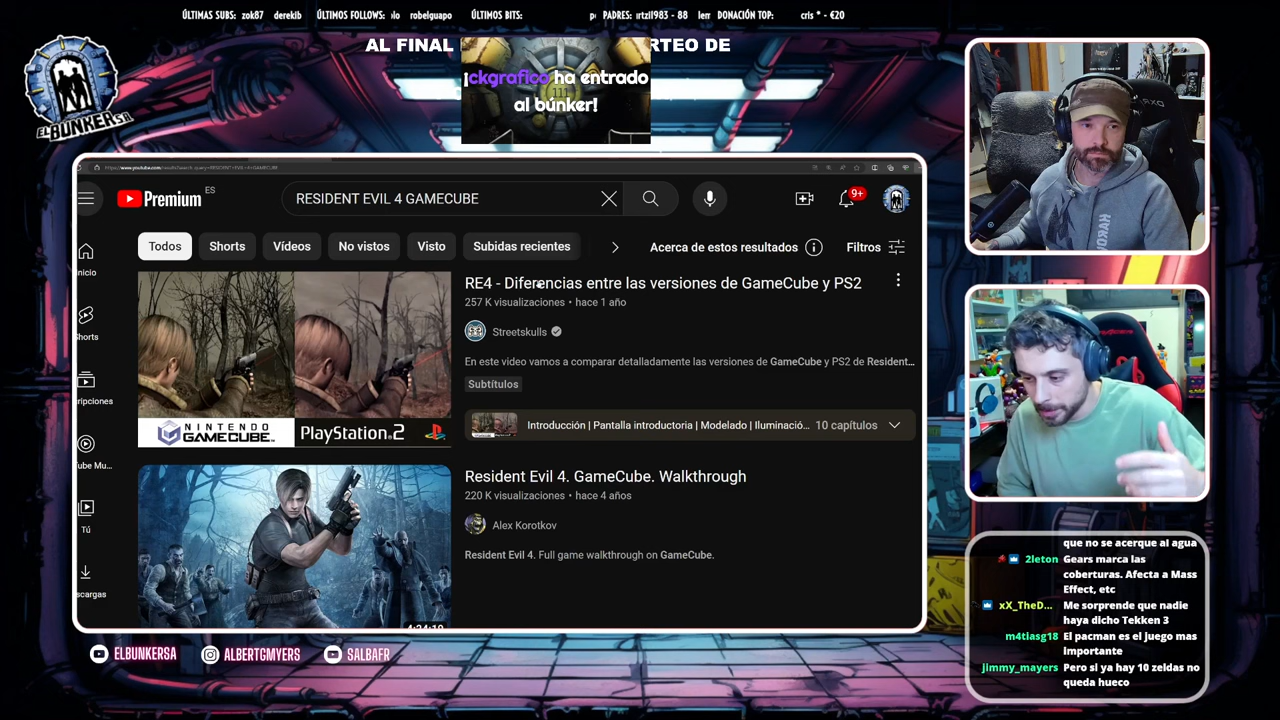 ÚLTIMAS SUBS: zok87 derekib ÚLTIMOS FOLLOWS: robelguapo ÚLTIMOS BITS: PADRES: - 88 DONACIÓN TOP: cris * - €20
AL FINAL RTEO DE
¡ckgrafico ha entrado
al búnker!
EL BUNKER S.A.
ES
Premium
RESIDENT EVIL 4 GAMECUBE
9+
Todos Shorts Vídeos No vistos Visto Subidas recientes Acerca de estos resultados Filtros
nicio
horts
ripciones
ube Mu...
Tú
scargas
RE4 - Diferencias entre las versiones de GameCube y PS2
257 K visualizaciones • hace 1 año
Streetskulls
En este video vamos a comparar detalladamente las versiones de GameCube y PS2 de Resident...
Subtítulos
Introducción | Pantalla introductoria | Modelado | Iluminació... 10 capítulos
NINTENDO
GAMECUBE
PlayStation 2
Resident Evil 4. GameCube. Walkthrough
220 K visualizaciones • hace 4 años
Alex Korotkov
Resident Evil 4. Full game walkthrough on GameCube.
ELBUNKERSA ALBERTGMYERS SALBAFR
que no se acerque al agua
2leton Gears marca las
coberturas. Afecta a Mass
Effect, etc
xX_TheD... Me sorprende que nadie
haya dicho Tekken 3
m4tiasg18 El pacman es el juego mas
importante
jimmy_mayers Pero si ya hay 10 zeldas no
queda hueco